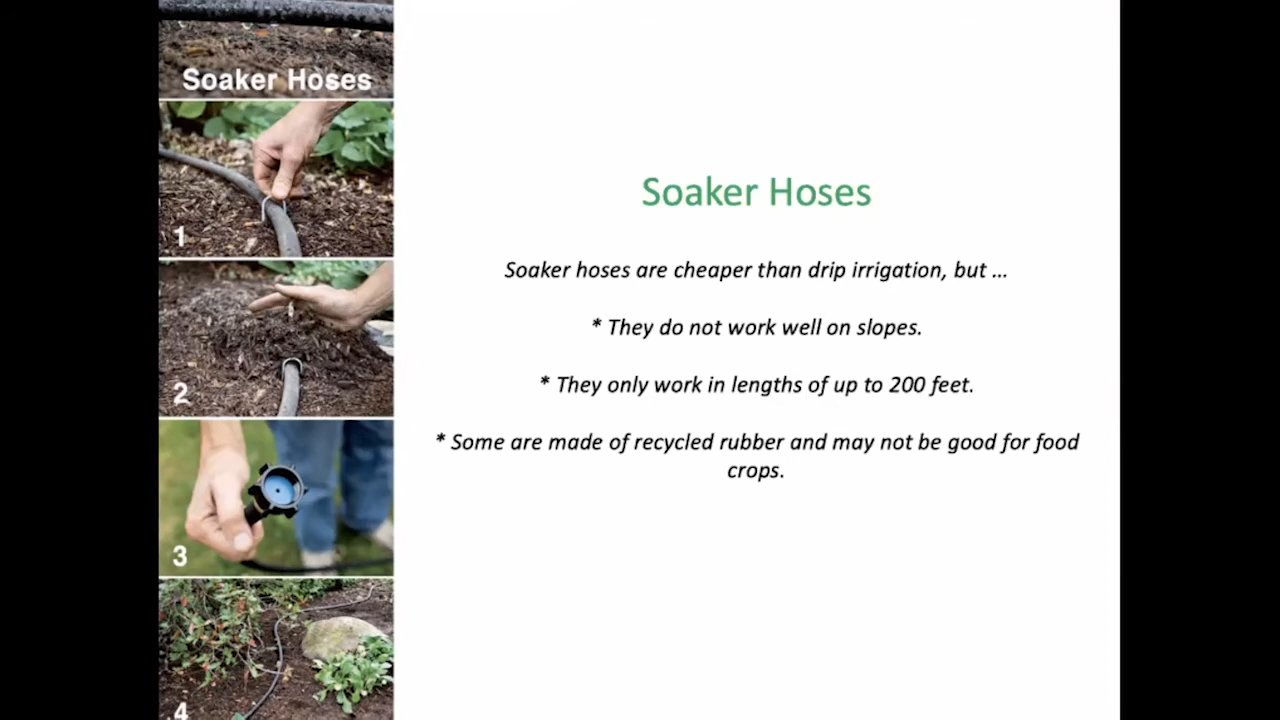 Soaker Hoses
1
2
3
4
Soaker Hoses
Soaker hoses are cheaper than drip irrigation, but ...
* They do not work well on slopes.
* They only work in lengths of up to 200 feet.
* Some are made of recycled rubber and may not be good for food
crops.